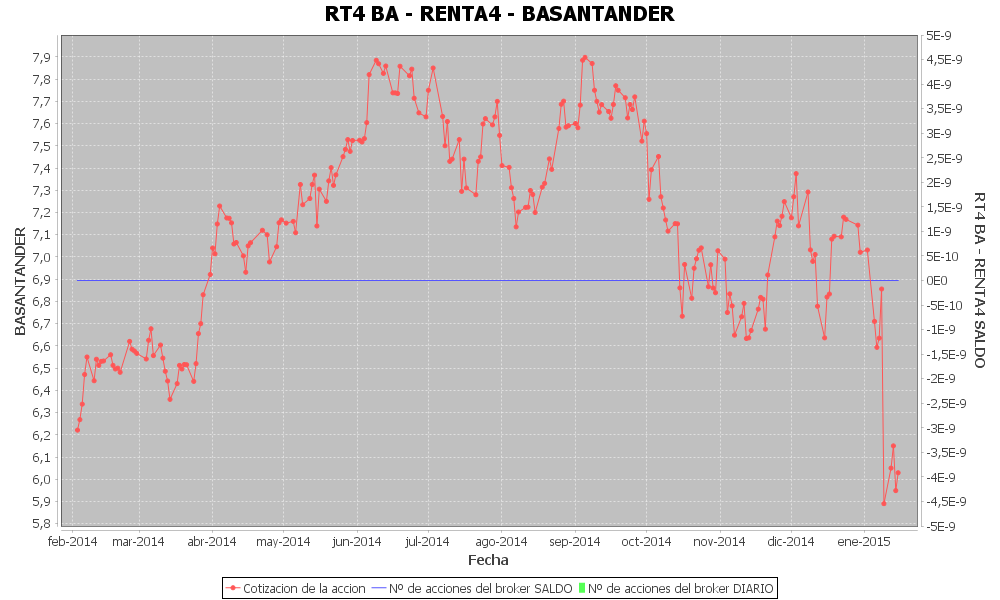 RT4 BA - RENTA4 - BASANTANDER
BASANTANDER
7,9
7,8
7,7
7,6
7,5
7,4
7,3
7,2
7,1
7,0
6,9
6,8
6,7
6,6
6,5
6,4
6,3
6,2
6,1
6,0
5,9
5,8
5E-9
4,5E-9
4E-9
3,5E-9
3E-9
2,5E-9
2E-9
1,5E-9
1E-9
5E-10
0E0
-5E-10
-1E-9
-1,5E-9
-2E-9
-2,5E-9
-3E-9
-3,5E-9
-4E-9
-4,5E-9
-5E-9
RT4 BA - RENTA4 SALDO
feb-2014 mar-2014 abr-2014 may-2014 jun-2014 jul-2014 ago-2014 sep-2014 oct-2014 nov-2014 dic-2014 ene-2015
Fecha
Cotizacion de la accion Nº de acciones del broker SALDO Nº de acciones del broker DIARIO